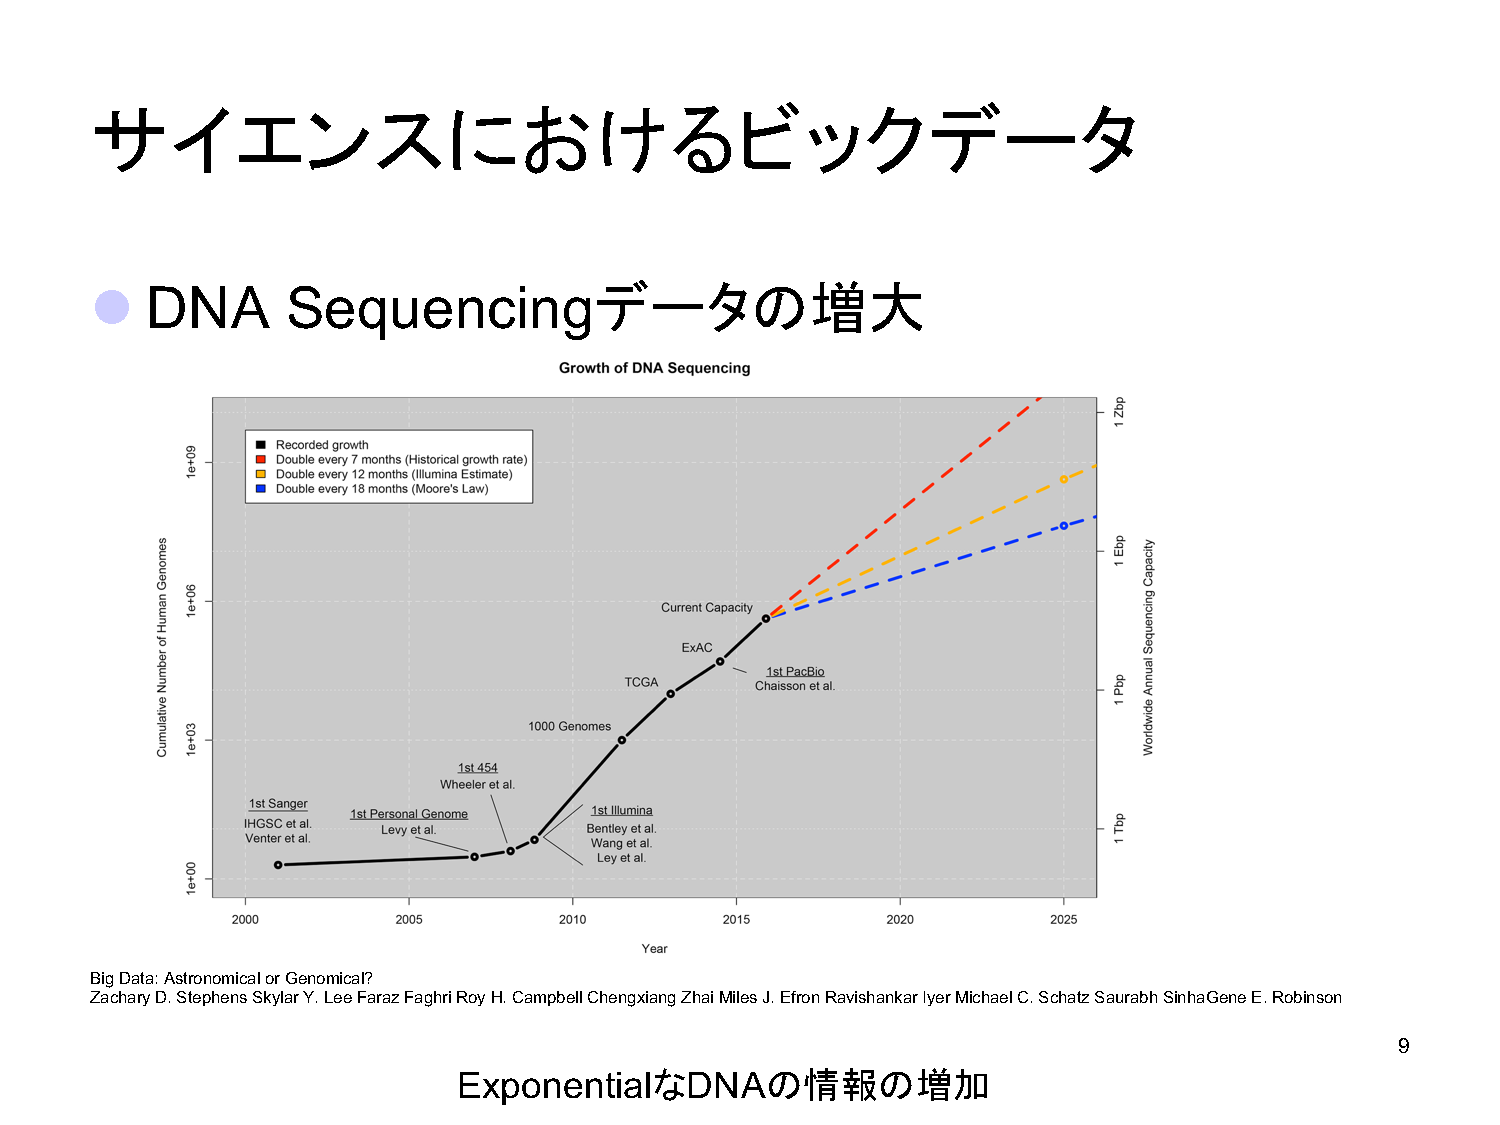 サイエンスにおけるビックデータ
DNA Sequencingデータの増大
Growth of DNA Sequencing
Recorded growth
Double every 7 months (Historical growth rate)
Double every 12 months (Illumina Estimate)
Double every 18 months (Moore's Law)
Cumulative Number of Human Genomes
1e+09
1e+06
1e+03
1e+00
1 Zbp
1 Ebp
1 Pbp
1 Tbp
Worldwide Annual Sequencing Capacity
Current Capacity
ExAC
1st PacBio
Chaisson et al.
TCGA
1000 Genomes
1st 454
Wheeler et al.
1st Sanger
IHGSC et al.
Venter et al.
1st Personal Genome
Levy et al.
1st Illumina
Bentley et al.
Wang et al.
Ley et al.
2000
2005
2010
2015
2020
2025
Year
Big Data: Astronomical or Genomical?
Zachary D. Stephens Skylar Y. Lee Faraz Faghri Roy H. Campbell Chengxiang Zhai Miles J. Efron Ravishankar Iyer Michael C. Schatz Saurabh SinhaGene E. Robinson
9
ExponentialなDNAの情報の増加